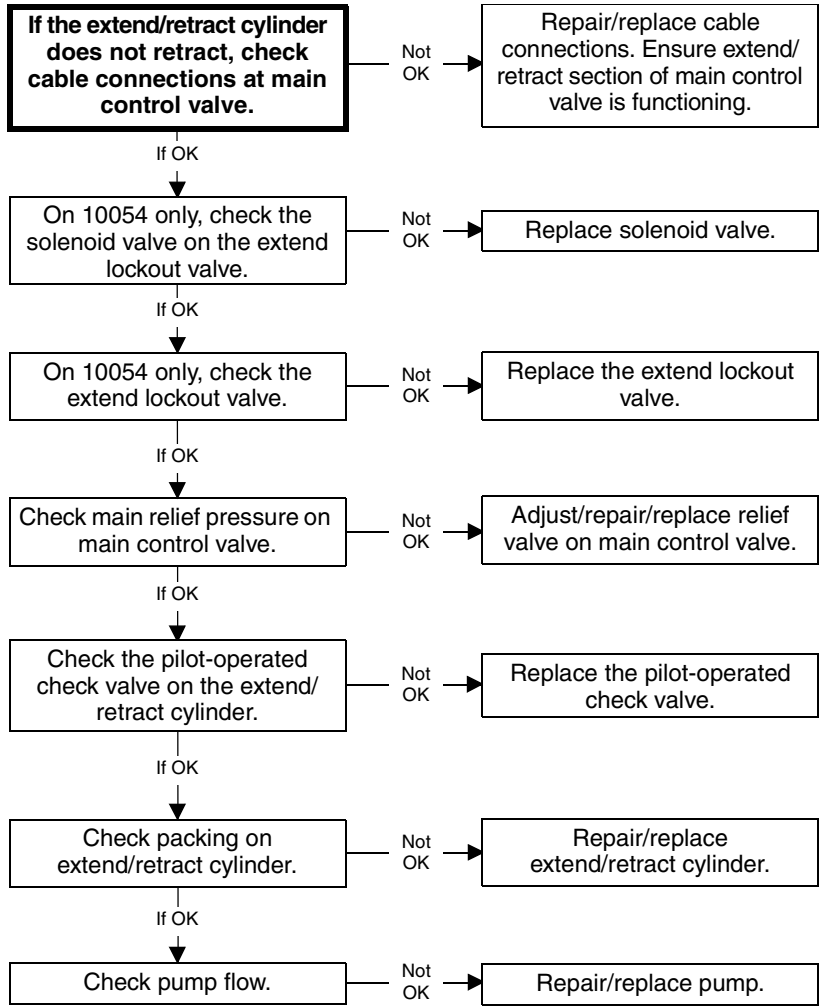 If the extend/retract cylinder
does not retract, check
cable connections at main
control valve.
Not
OK
Repair/replace cable
connections. Ensure extend/
retract section of main control
valve is functioning.
If OK
On 10054 only, check the
solenoid valve on the extend
lockout valve.
Not
OK
Replace solenoid valve.
If OK
On 10054 only, check the
extend lockout valve.
Not
OK
Replace the extend lockout
valve.
If OK
Check main relief pressure on
main control valve.
Not
OK
Adjust/repair/replace relief
valve on main control valve.
If OK
Check the pilot-operated
check valve on the extend/
retract cylinder.
Not
OK
Replace the pilot-operated
check valve.
If OK
Check packing on
extend/retract cylinder.
Not
OK
Repair/replace
extend/retract cylinder.
If OK
Check pump flow.
Not
OK
Repair/replace pump.